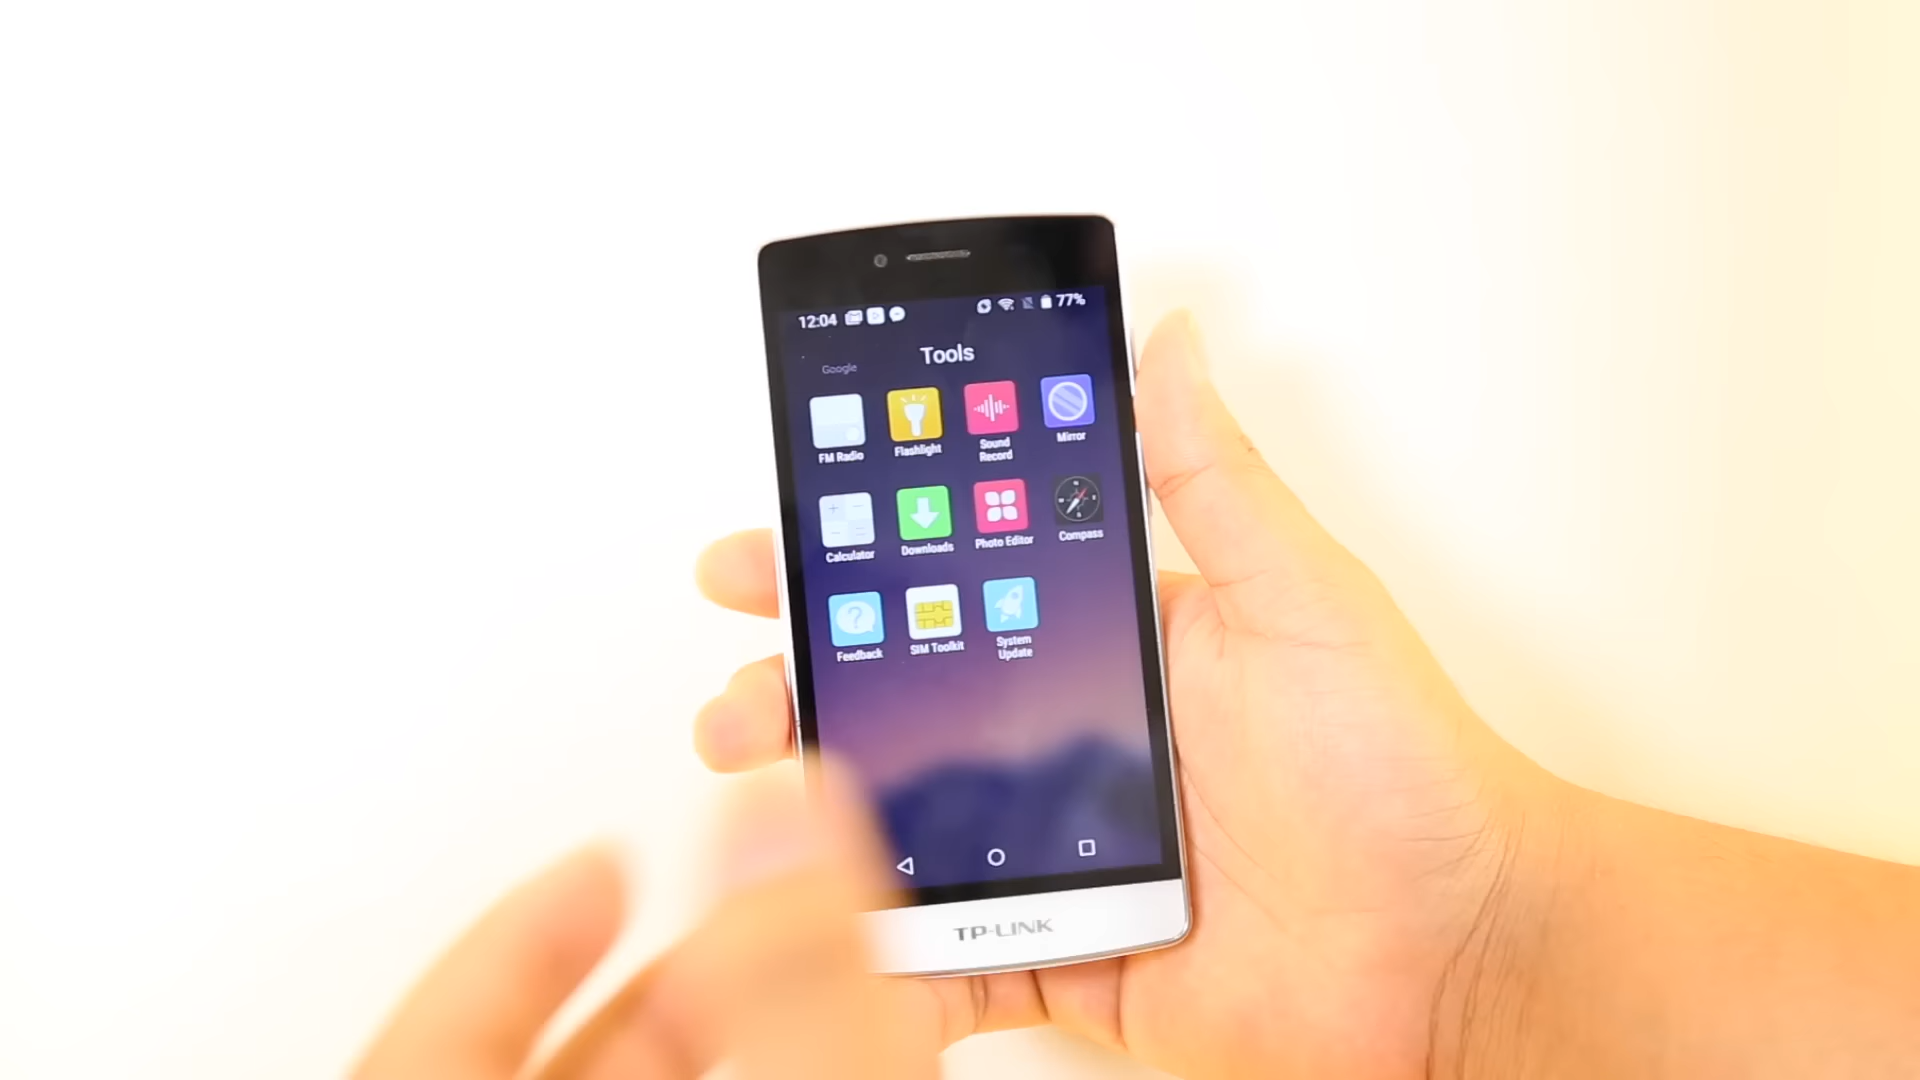 12:04
77%
Tools
Google
FM Radio
Flashlight
Sound
Record
Mirror
Calculator
Downloads
Photo Editor
Compass
Feedback
SIM Toolkit
System
Update
TP-LINK